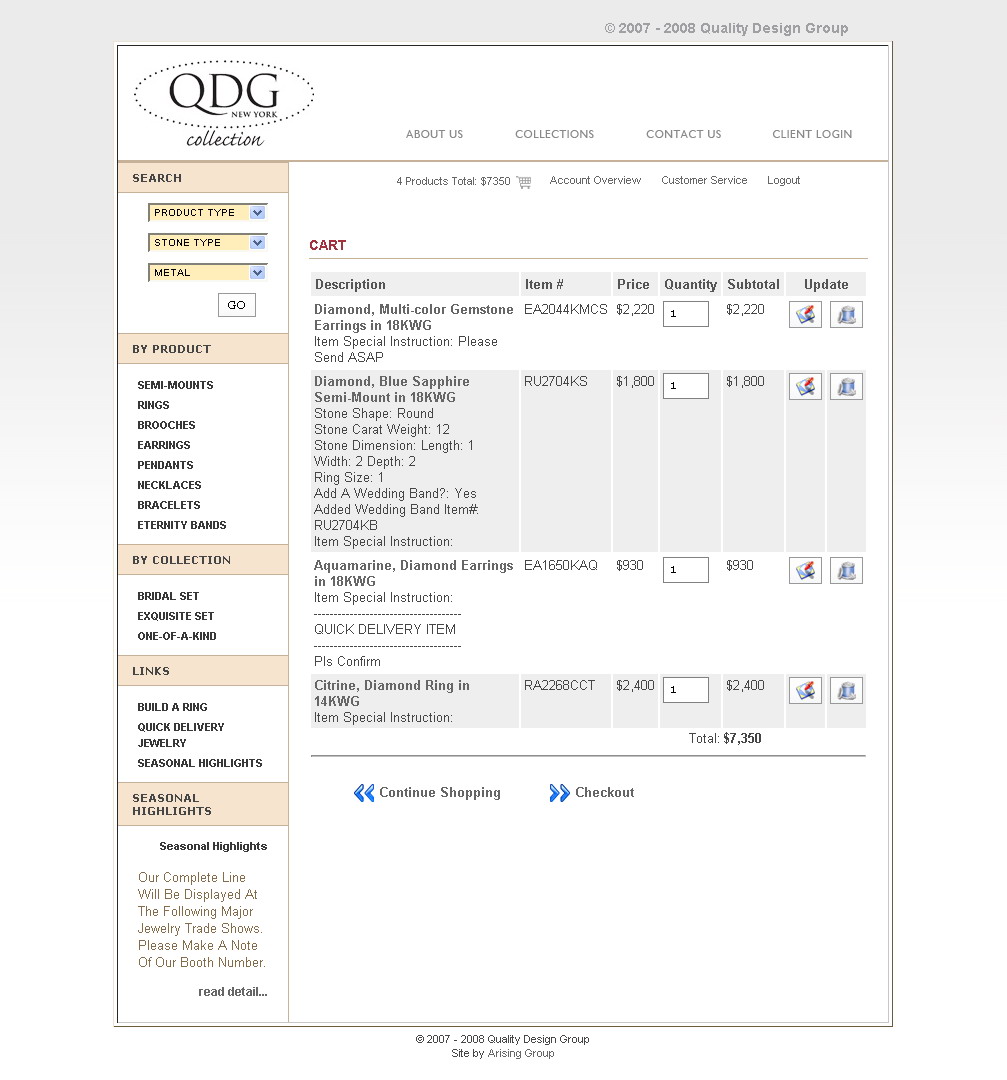 © 2007 - 2008 Quality Design Group
QDG
NEW YORK
collection
ABOUT US
COLLECTIONS
CONTACT US
CLIENT LOGIN
SEARCH
PRODUCT TYPE
STONE TYPE
METAL
GO
BY PRODUCT
SEMI-MOUNTS
RINGS
BROOCHES
EARRINGS
PENDANTS
NECKLACES
BRACELETS
ETERNITY BANDS
BY COLLECTION
BRIDAL SET
EXQUISITE SET
ONE-OF-A-KIND
LINKS
BUILD A RING
QUICK DELIVERY
JEWELRY
SEASONAL HIGHLIGHTS
SEASONAL
HIGHLIGHTS
Seasonal Highlights
Our Complete Line
Will Be Displayed At
The Following Major
Jewelry Trade Shows.
Please Make A Note
Of Our Booth Number.
read detail...
4 Products Total: $7350
Account Overview
Customer Service
Logout
CART
Description Item # Price Quantity Subtotal Update
Diamond, Multi-color Gemstone EA2044KMCS $2,220 1 $2,220
Earrings in 18KWG
Item Special Instruction: Please
Send ASAP
Diamond, Blue Sapphire RU2704KS $1,800 1 $1,800
Semi-Mount in 18KWG
Stone Shape: Round
Stone Carat Weight: 12
Stone Dimension: Length: 1
Width: 2 Depth: 2
Ring Size: 1
Add A Wedding Band?: Yes
Added Wedding Band Item#:
RU2704KB
Item Special Instruction:
Aquamarine, Diamond Earrings EA1650KAQ $930 1 $930
in 18KWG
Item Special Instruction:
-------------------------------------
QUICK DELIVERY ITEM
-------------------------------------
Pls Confirm
Citrine, Diamond Ring in RA2268CCT $2,400 1 $2,400
14KWG
Item Special Instruction:
Total: $7,350
Continue Shopping
Checkout
© 2007 - 2008 Quality Design Group
Site by Arising Group